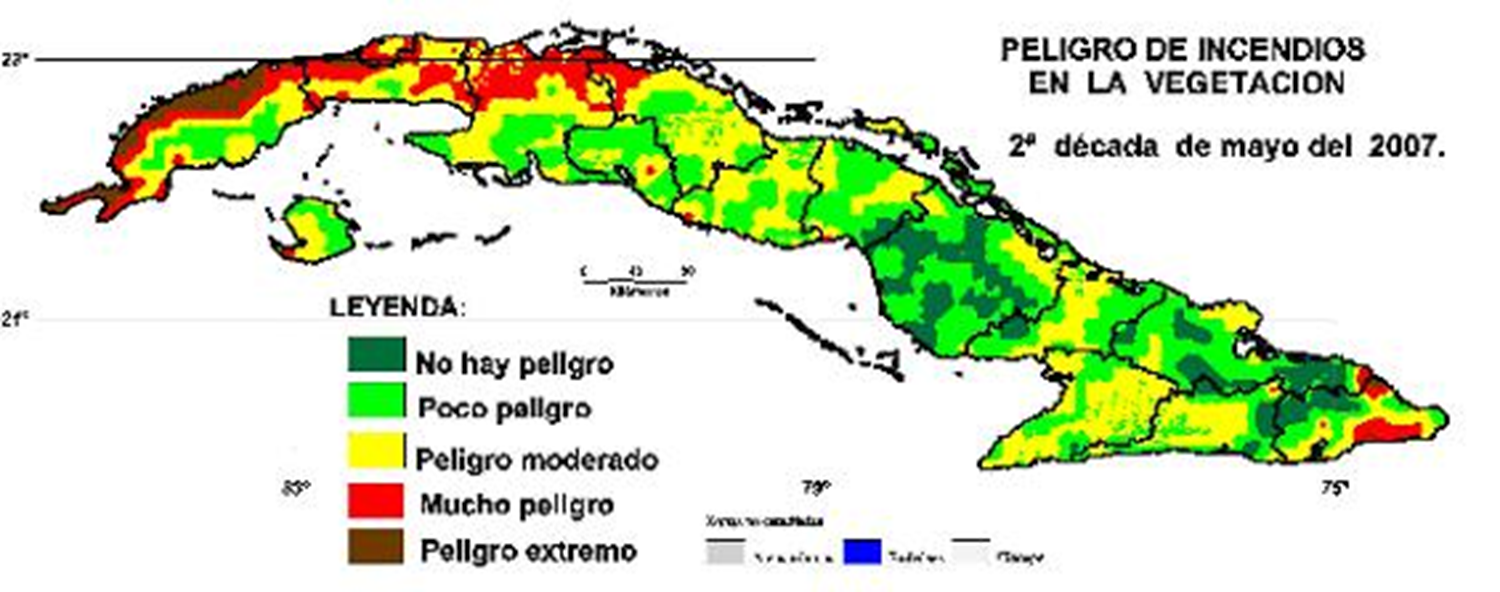 PELIGRO DE INCENDIOS
EN LA VEGETACION
2ª década de mayo del 2007.
23°
21°
LEYENDA:
No hay peligro
Poco peligro
Peligro moderado
Mucho peligro
Peligro extremo
83°
79°
75°